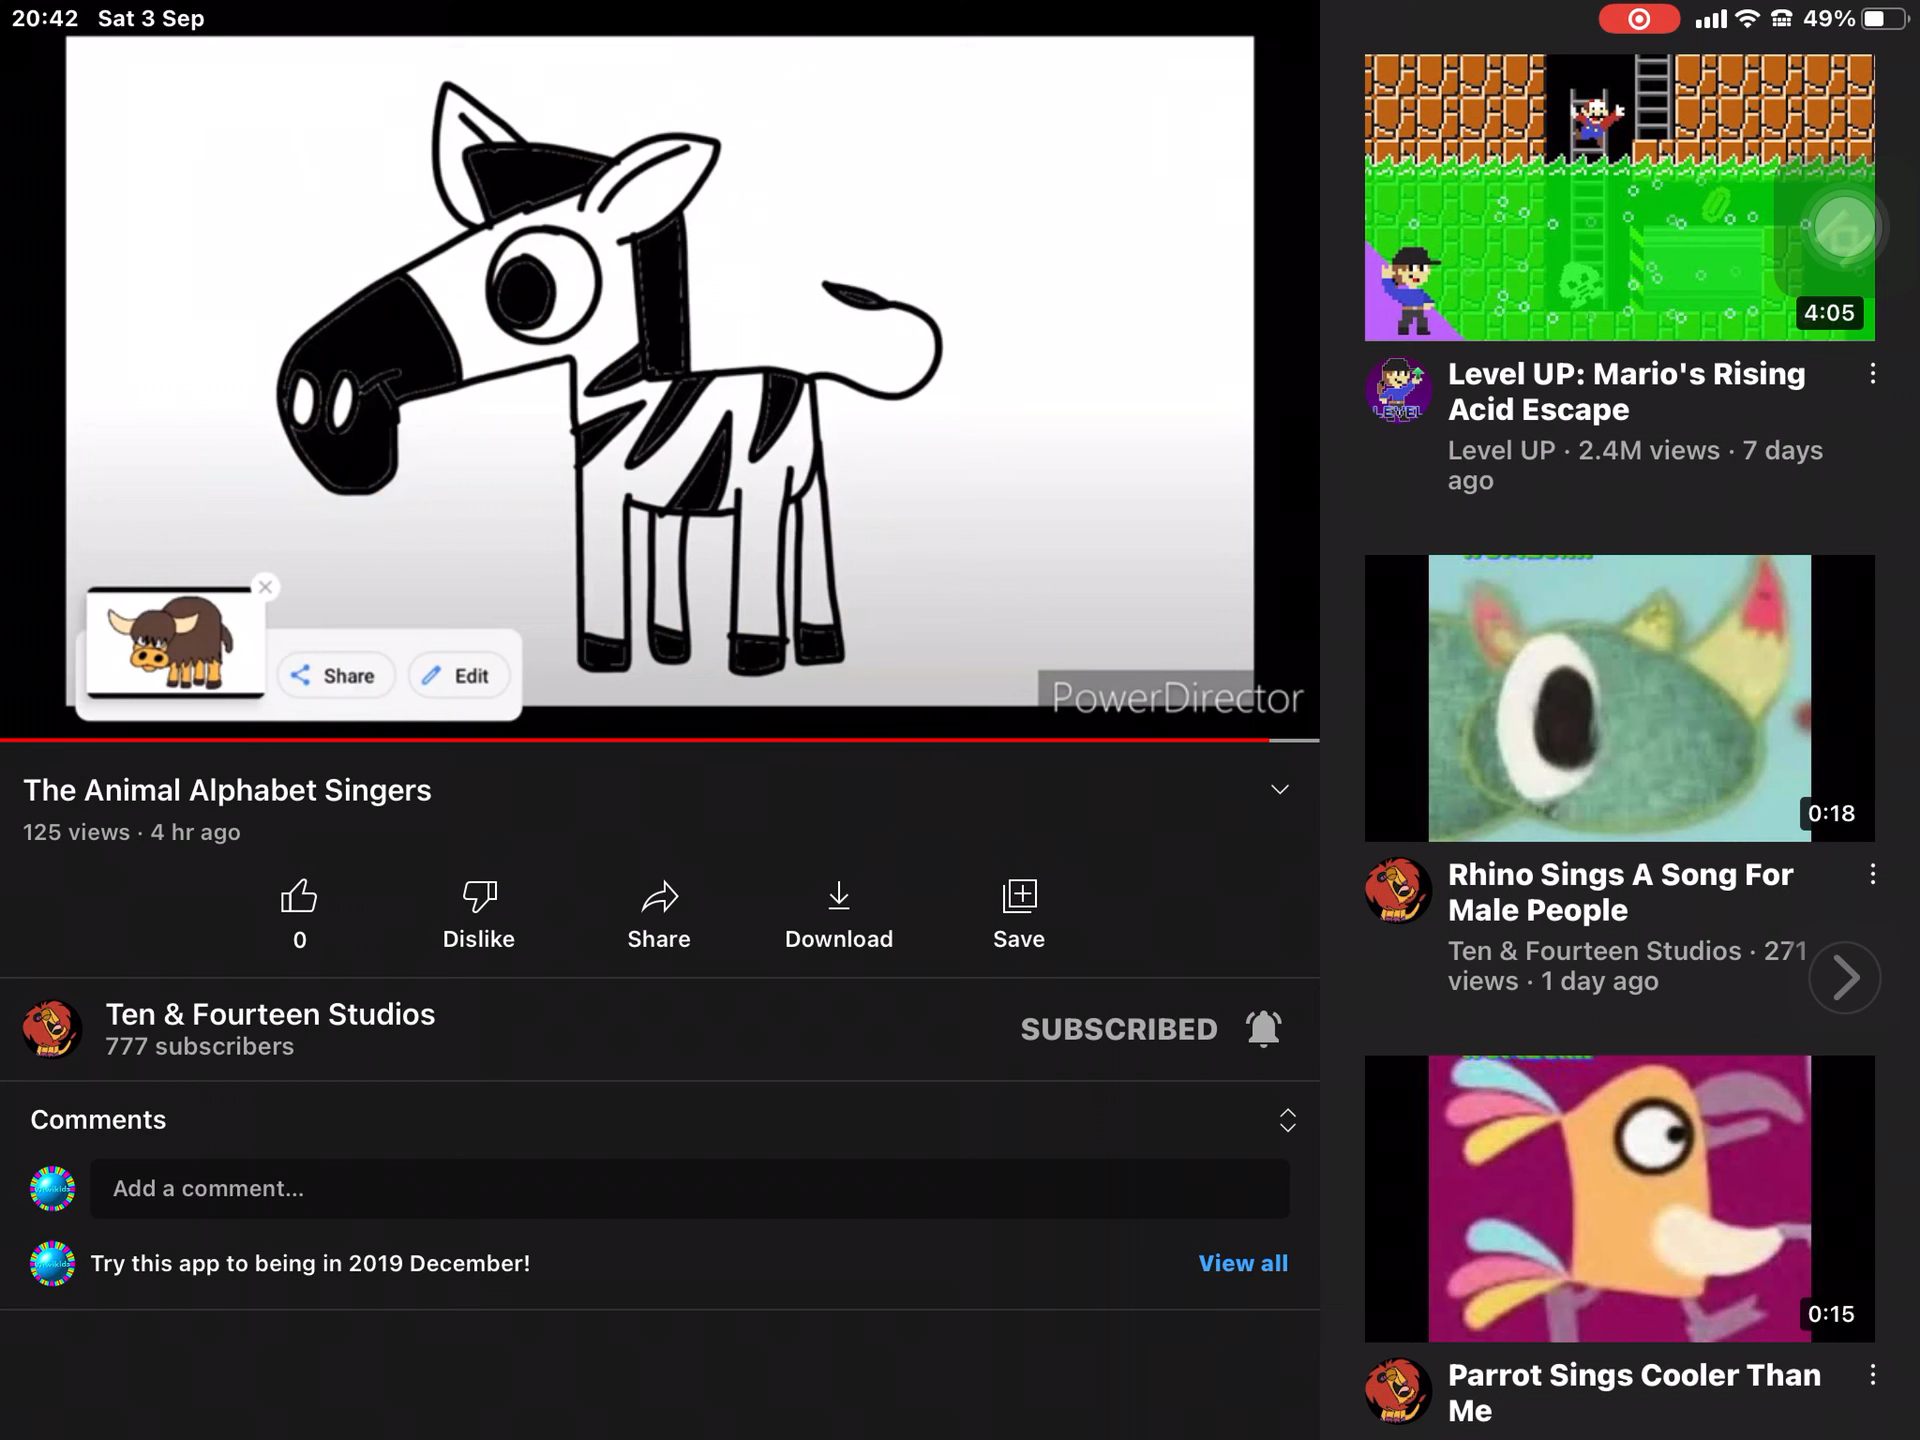 20:42 Sat 3 Sep
49%
Share
Edit
PowerDirector
The Animal Alphabet Singers
125 views · 4 hr ago
0
Dislike
Share
Download
Save
Ten & Fourteen Studios
777 subscribers
SUBSCRIBED
Comments
Add a comment...
Try this app to being in 2019 December!
View all
4:05
LEVEL
Level UP: Mario's Rising
Acid Escape
Level UP · 2.4M views · 7 days
ago
0:18
Rhino Sings A Song For
Male People
Ten & Fourteen Studios · 271
views · 1 day ago
0:15
Parrot Sings Cooler Than
Me